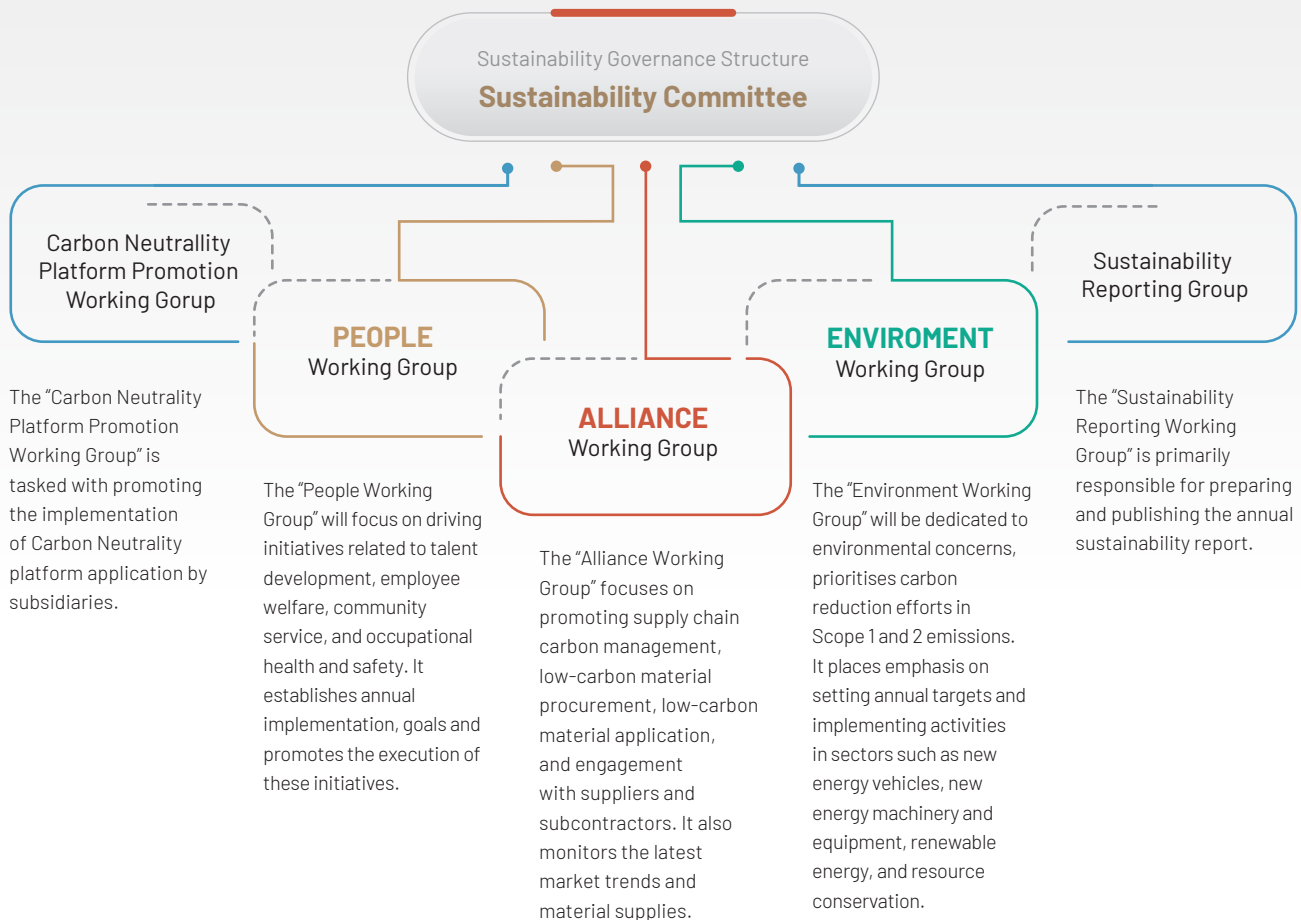 Sustainability Governance Structure
Sustainability Committee
Carbon Neutrallity
Platform Promotion
Working Gorup
The “Carbon Neutrality
Platform Promotion
Working Group” is
tasked with promoting
the implementation
of Carbon Neutrality
platform application by
subsidiaries.
PEOPLE
Working Group
The “People Working
Group” will focus on driving
initiatives related to talent
development, employee
welfare, community
service, and occupational
health and safety. It
establishes annual
implementation, goals and
promotes the execution of
these initiatives.
ALLIANCE
Working Group
The “Alliance Working
Group” focuses on
promoting supply chain
carbon management,
low-carbon material
procurement, low-carbon
material application,
and engagement
with suppliers and
subcontractors. It also
monitors the latest
market trends and
material supplies.
ENVIROMENT
Working Group
The “Environment Working
Group” will be dedicated to
environmental concerns,
prioritises carbon
reduction efforts in
Scope 1 and 2 emissions.
It places emphasis on
setting annual targets and
implementing activities
in sectors such as new
energy vehicles, new
energy machinery and
equipment, renewable
energy, and resource
conservation.
Sustainability
Reporting Group
The “Sustainability
Reporting Working
Group” is primarily
responsible for preparing
and publishing the annual
sustainability report.